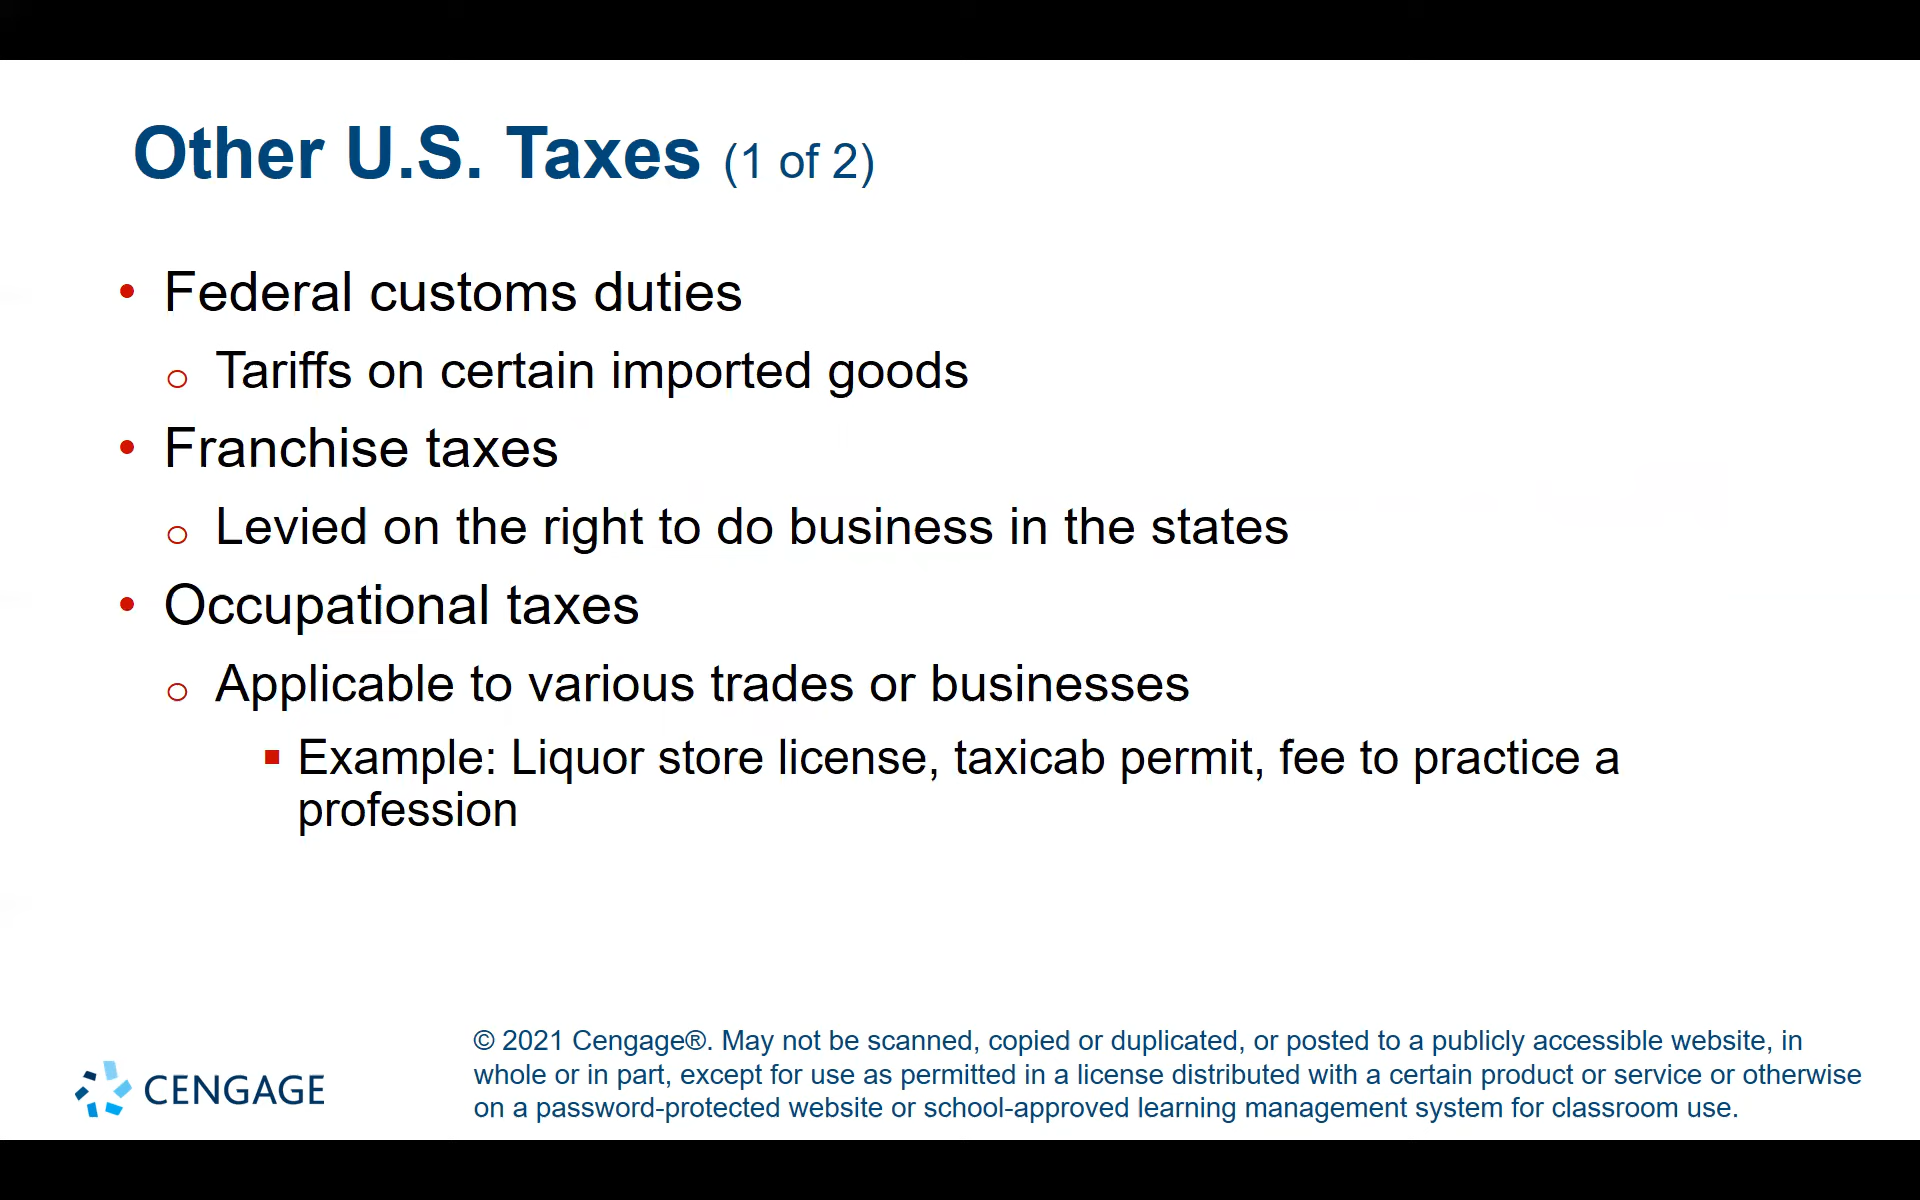 Other U.S. Taxes (1 of 2)
• Federal customs duties
o Tariffs on certain imported goods
• Franchise taxes
o Levied on the right to do business in the states
• Occupational taxes
o Applicable to various trades or businesses
▪ Example: Liquor store license, taxicab permit, fee to practice a
profession
© 2021 Cengage®. May not be scanned, copied or duplicated, or posted to a publicly accessible website, in
whole or in part, except for use as permitted in a license distributed with a certain product or service or otherwise
on a password-protected website or school-approved learning management system for classroom use.
CENGAGE